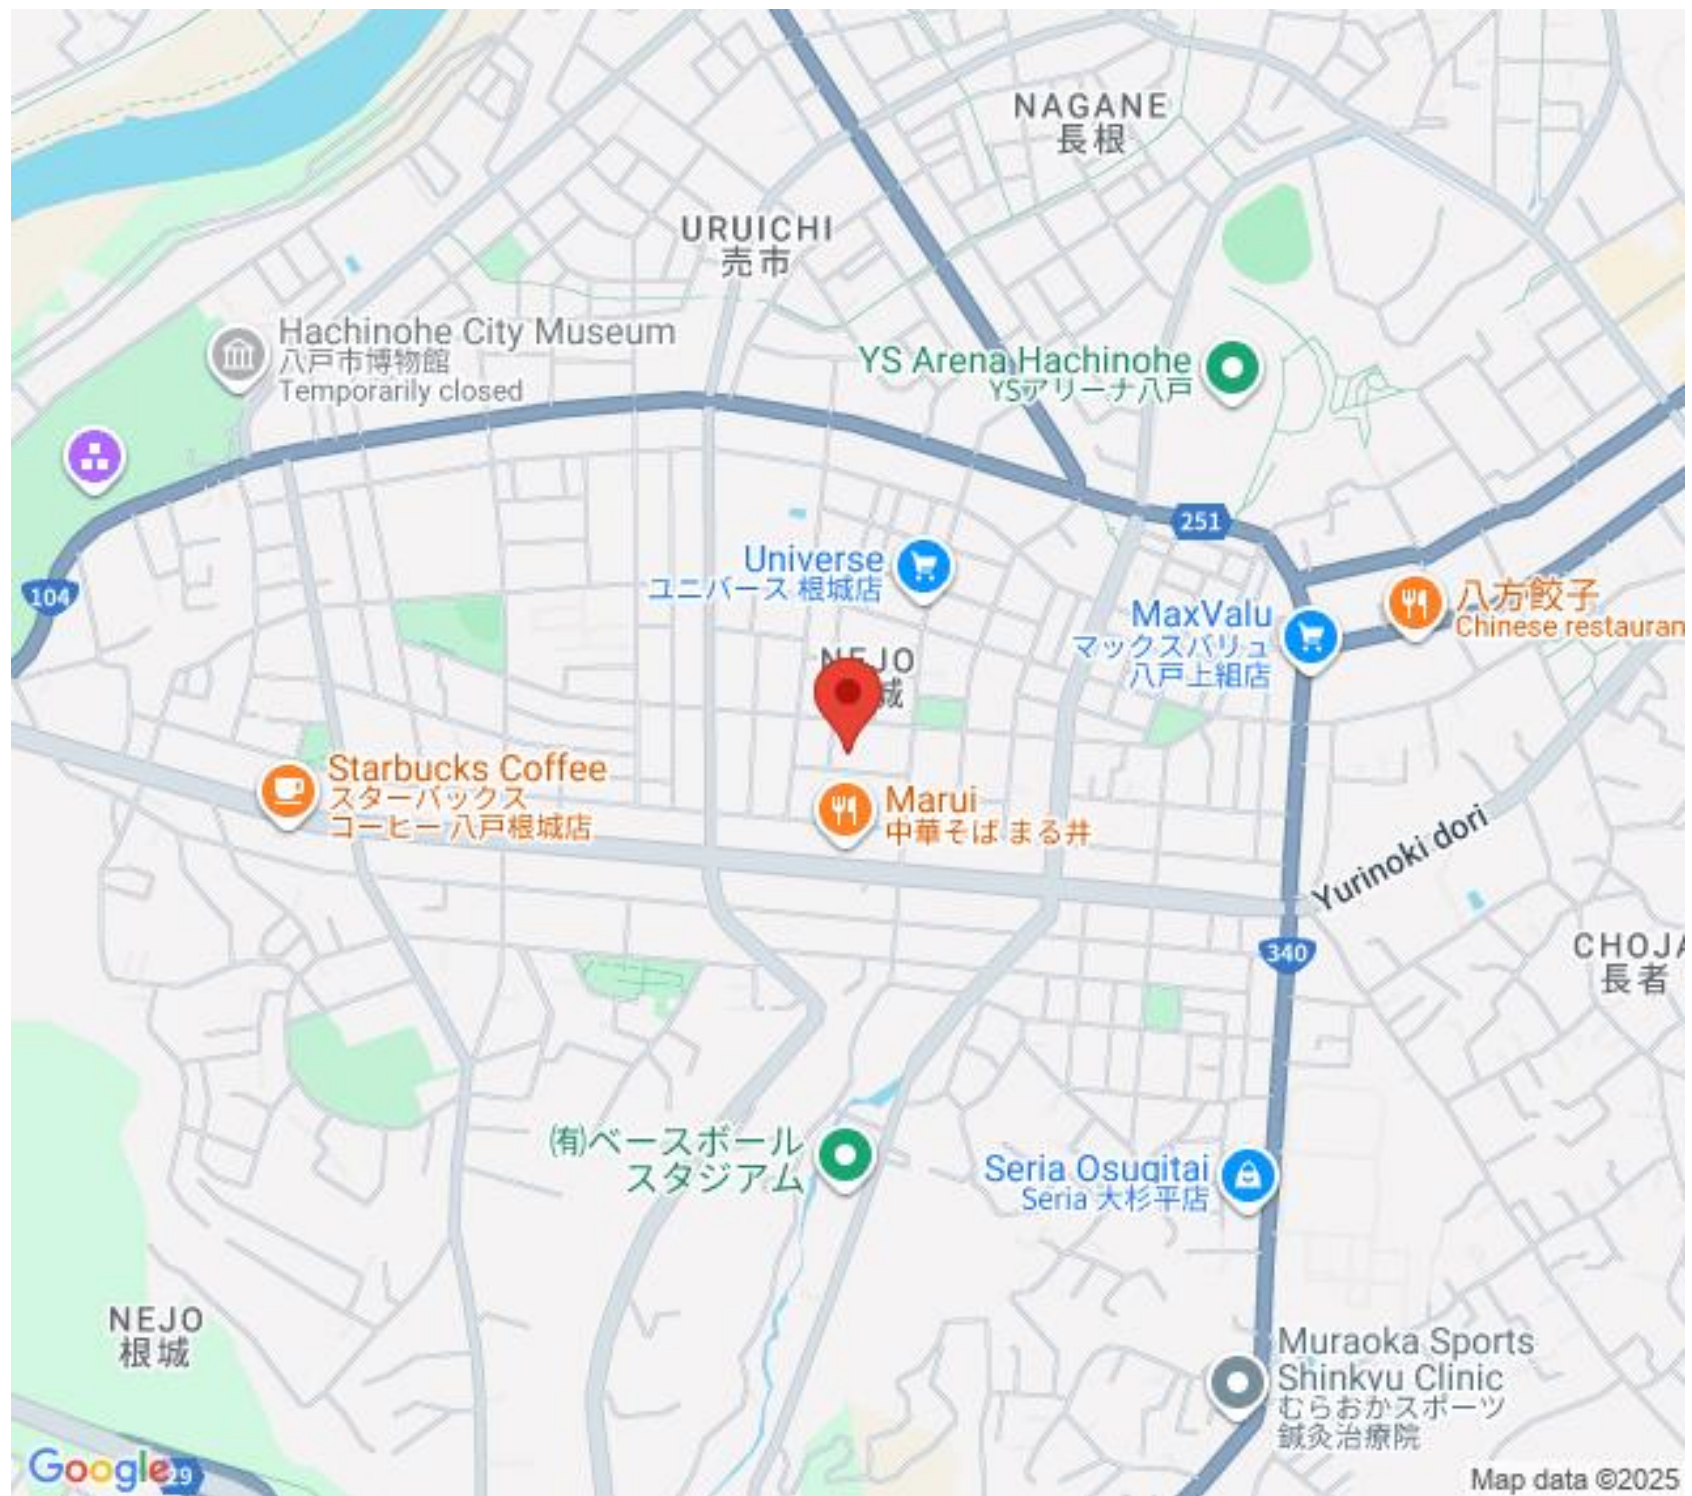 NAGANE
長根
URUICHI
売市
Hachinohe City Museum
八戸市博物館
Temporarily closed
YS Arena Hachinohe
YSアリーナ八戸
251
104
Universe
ユニバース 根城店
MaxValu
マックスバリュ
八戸上組店
八方餃子
Chinese restauran
NEJO
城
Starbucks Coffee
スターバックス
コーヒー 八戸根城店
Marui
中華そば まる井
Yurinoki dori
340
CHOJA
長者
㈲ベースボール
スタジアム
Seria Osugitai
Seria 大杉平店
NEJO
根城
Muraoka Sports
Shinkyu Clinic
むらおかスポーツ
鍼灸治療院
Google
29
Map data ©2025